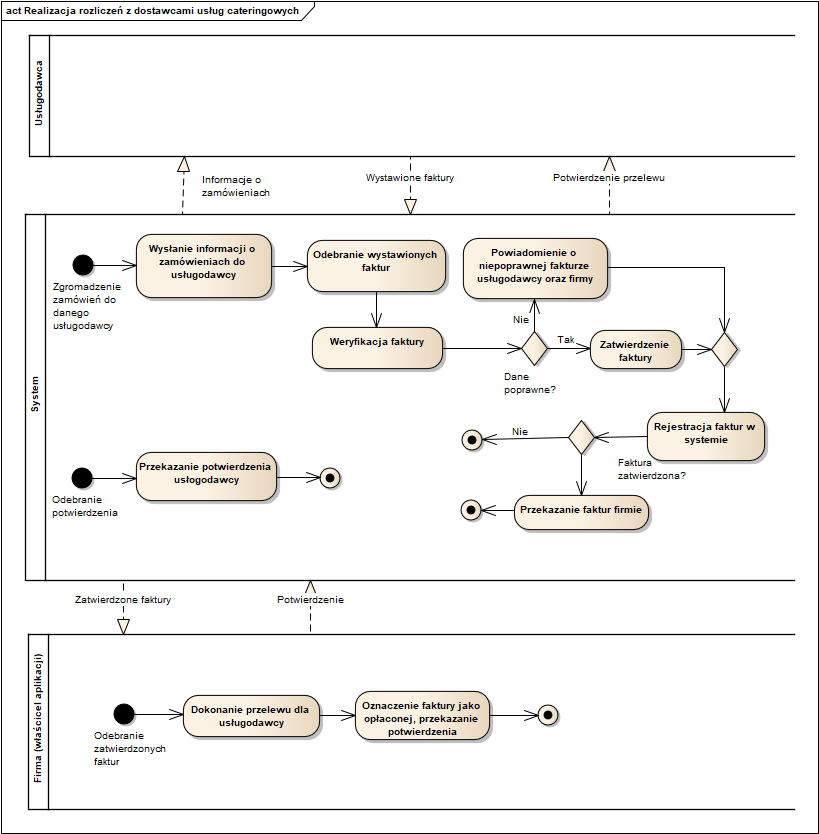 act Realizacja rozliczeń z dostawcami usług cateringowych
Usługodawca
Informacje o
zamówieniach
Wystawione faktury
Potwierdzenie przelewu
System
Zgromadzenie
zamówień do
danego
usługodawcy
Wysłanie informacji o
zamówieniach do
usługodawcy
Odebranie wystawionych
faktur
Weryfikacja faktury
Powiadomienie o
niepoprawnej fakturze
usługodawcy oraz firmy
Nie
Tak
Dane
poprawne?
Zatwierdzenie
faktury
Rejestracja faktur w
systemie
Faktura
zatwierdzona?
Nie
Przekazanie faktur firmie
Odebranie
potwierdzenia
Przekazanie potwierdzenia
usłogodawcy
Zatwierdzone faktury
Potwierdzenie
Firma (właścicel aplikacji)
Odebranie
zatwierdzonych
faktur
Dokonanie przelewu dla
usługodawcy
Oznaczenie faktury jako
opłaconej, przekazanie
potwierdzenia